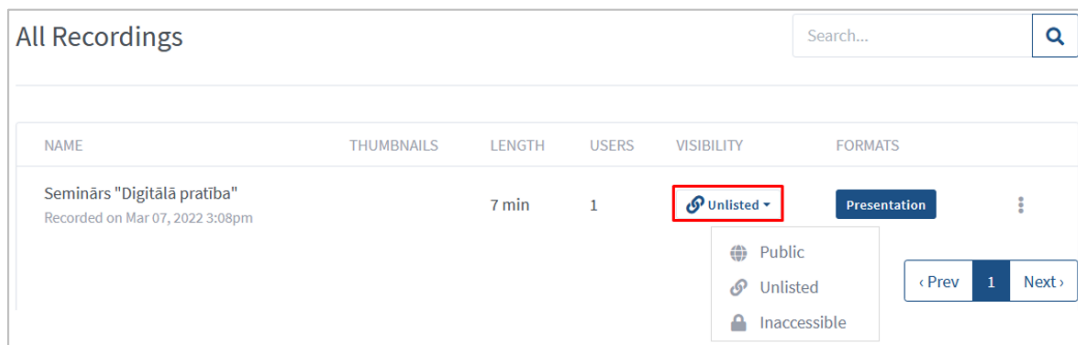 All Recordings
Search...
NAME THUMBNAILS LENGTH USERS VISIBILITY FORMATS
Seminārs "Digitālā pratība" 7 min 1 Unlisted Presentation
Recorded on Mar 07, 2022 3:08pm
Public
Unlisted
Inaccessible
‹ Prev 1 Next ›